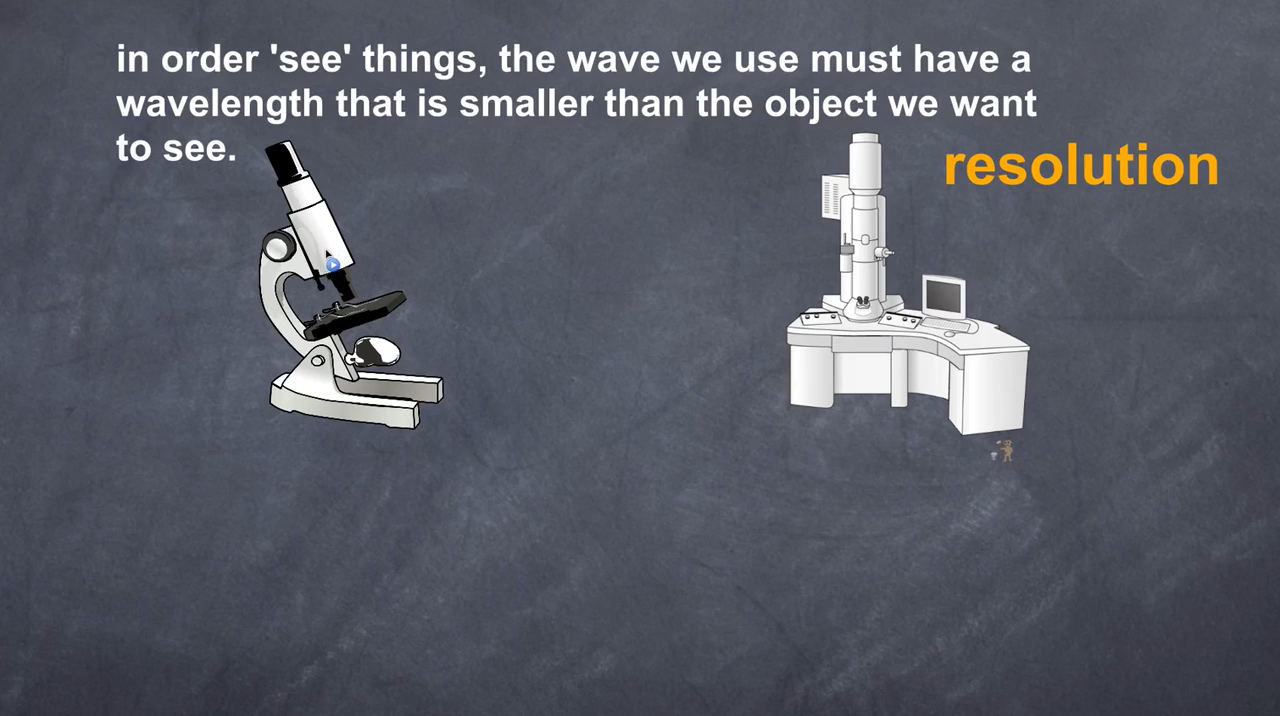 in order 'see' things, the wave we use must have a
wavelength that is smaller than the object we want
to see.
resolution